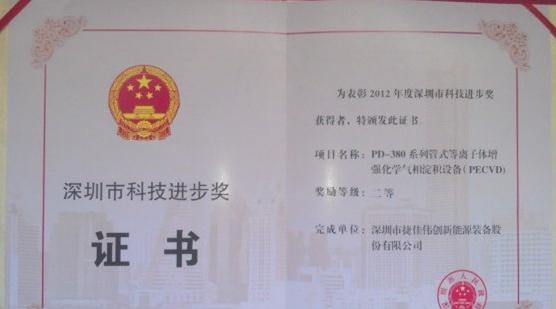 深圳市科技进步奖
证书
为表彰2012年度深圳市科技进步奖
获得者，特颁发此证书。
项目名称：PD-380系列管式等离子体增
强化学气相淀积设备(PECVD)
奖励等级：二等
完成单位：深圳市捷佳伟创新能源装备股
份有限公司